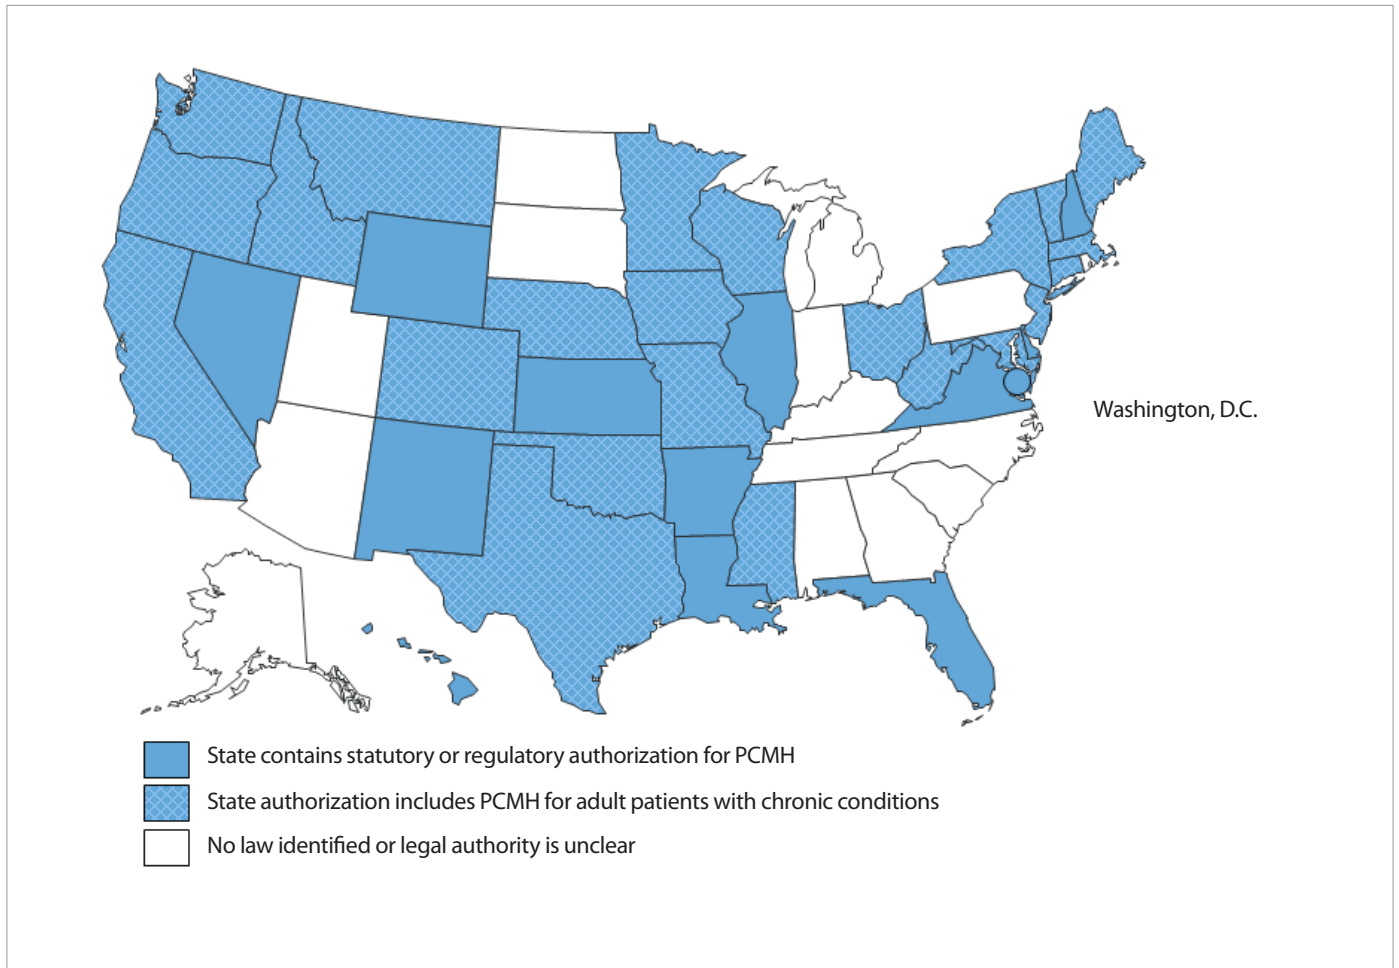 Washington, D.C.
State contains statutory or regulatory authorization for PCMH
State authorization includes PCMH for adult patients with chronic conditions
No law identified or legal authority is unclear